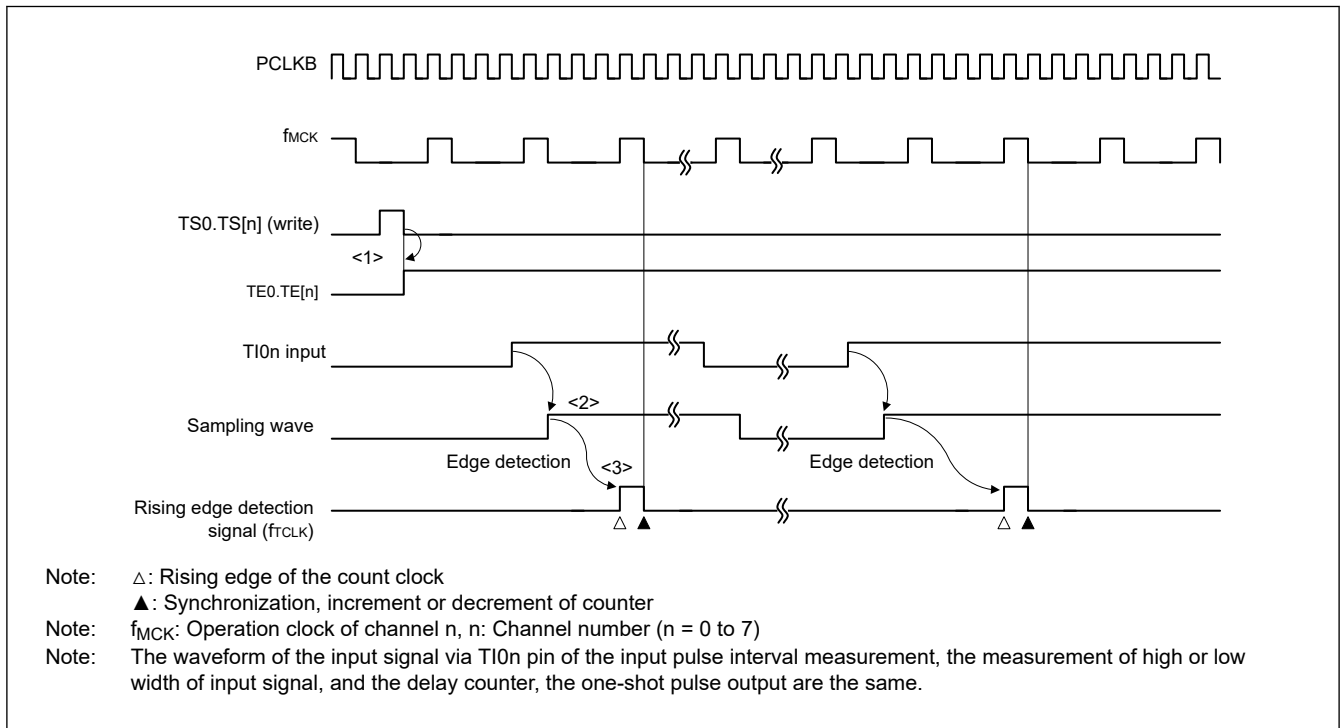 PCLKB
fMCK
TS0.TS[n] (write)
<1>
TE0.TE[n]
TI0n input
<2>
Sampling wave
Edge detection
<3>
Edge detection
Rising edge detection
signal (fTCLK)
△ ▲ △ ▲
Note: △: Rising edge of the count clock
▲: Synchronization, increment or decrement of counter
Note: fMCK: Operation clock of channel n, n: Channel number (n = 0 to 7)
Note: The waveform of the input signal via TI0n pin of the input pulse interval measurement, the measurement of high or low
width of input signal, and the delay counter, the one-shot pulse output are the same.